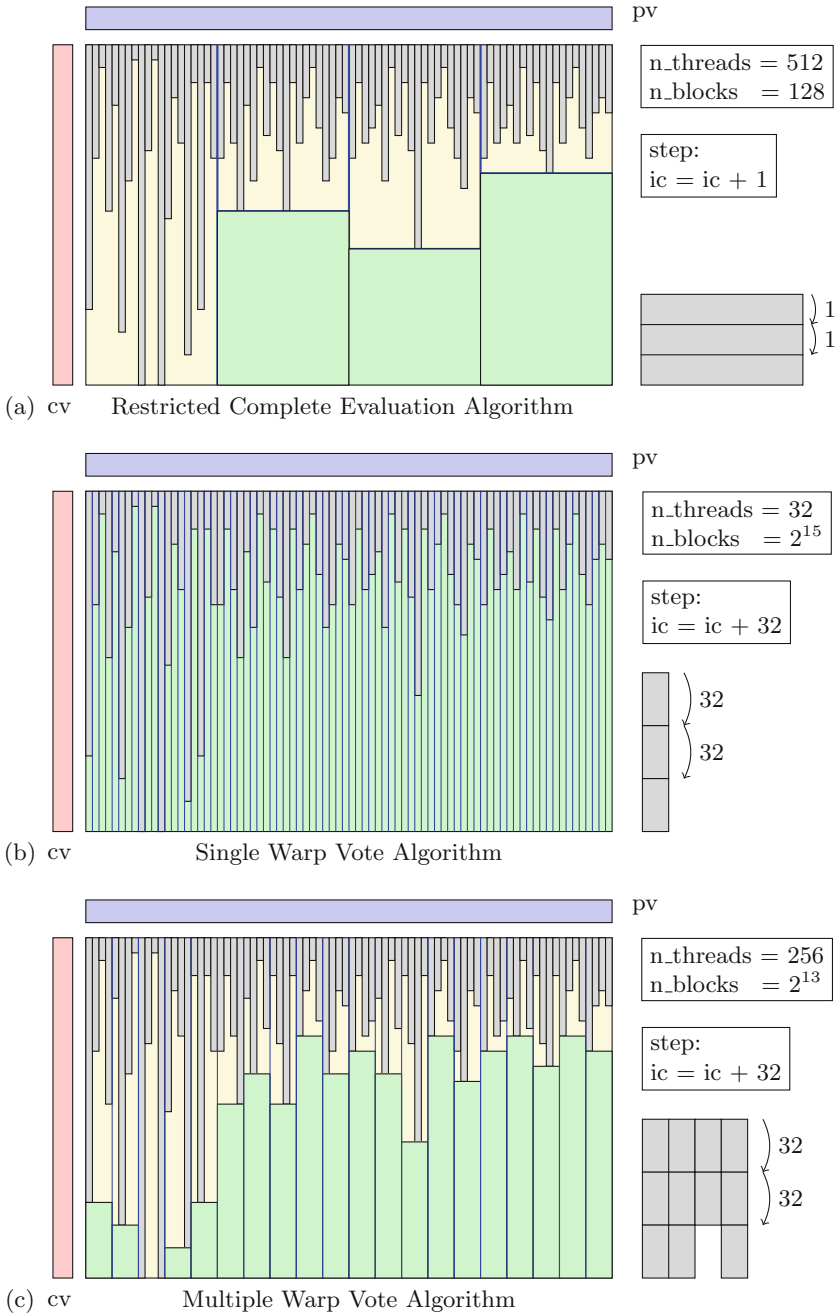 pv
n_threads = 512
n_blocks = 128
step:
ic = ic + 1
1
1
(a) cv Restricted Complete Evaluation Algorithm
pv
n_threads = 32
n_blocks = 2^15
step:
ic = ic + 32
32
32
(b) cv Single Warp Vote Algorithm
pv
n_threads = 256
n_blocks = 2^13
step:
ic = ic + 32
32
32
(c) cv Multiple Warp Vote Algorithm